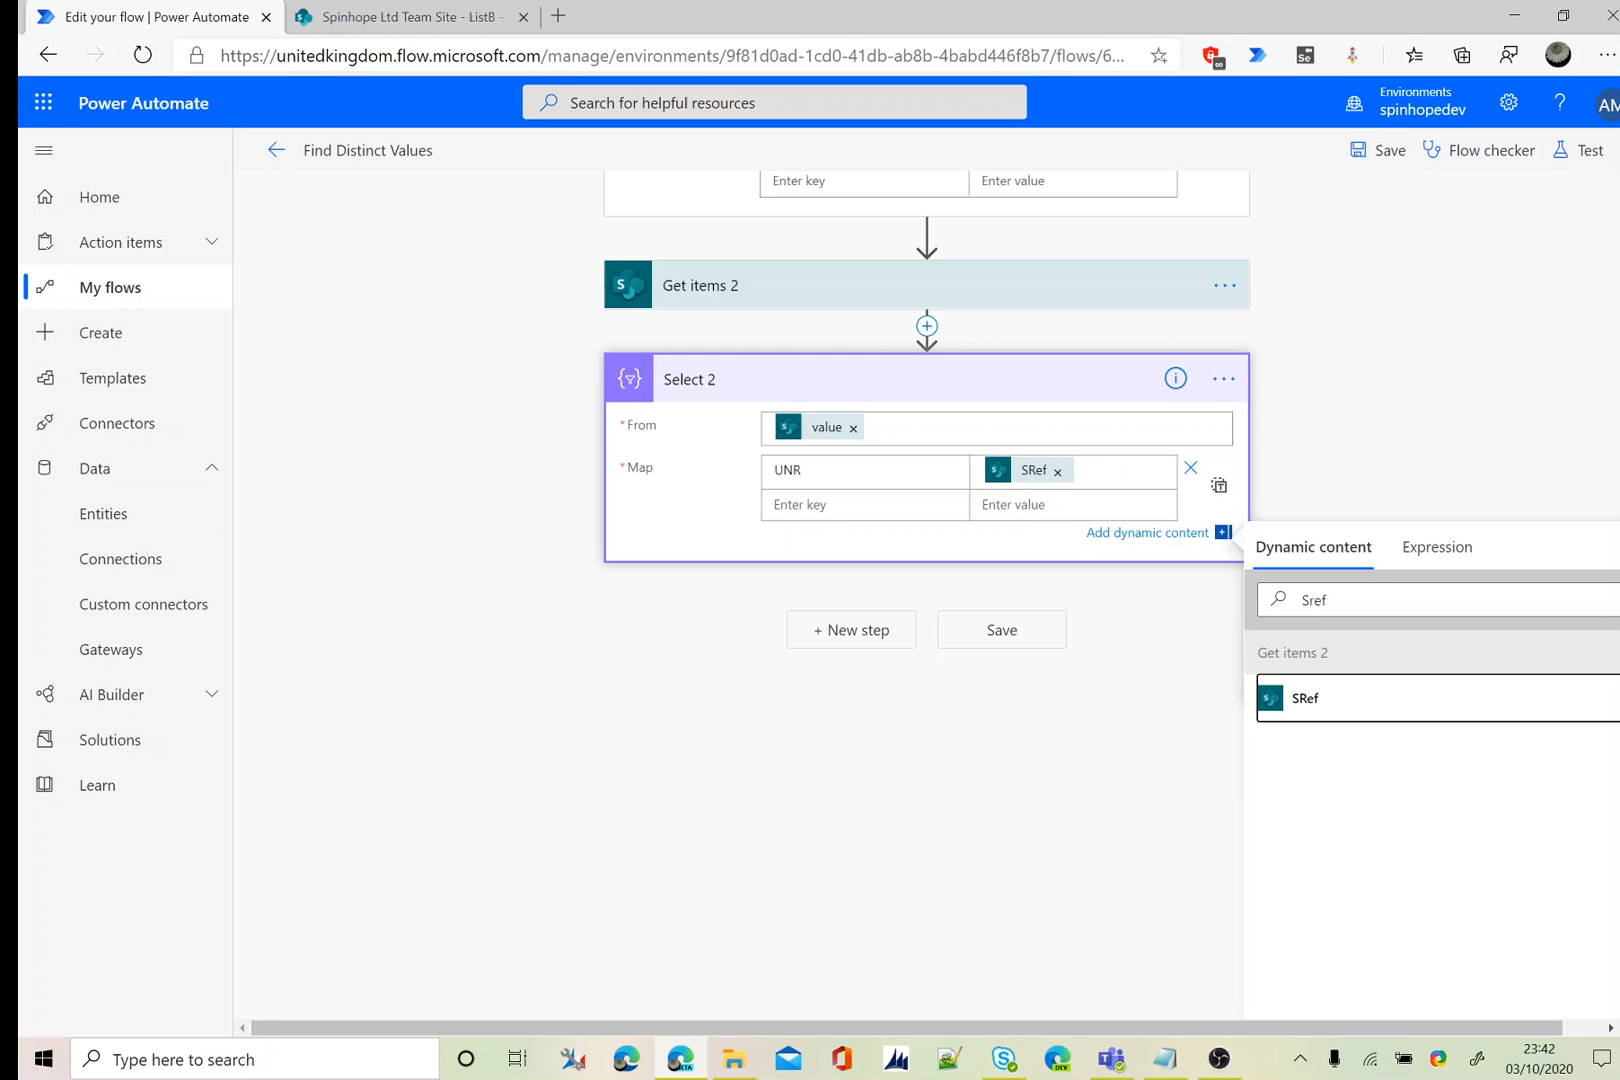 Edit your flow | Power Automate
Spinhope Ltd Team Site - ListB -
https://unitedkingdom.flow.microsoft.com/manage/environments/9f81d0ad-1cd0-41db-ab8b-4babd446f8b7/flows/6...
Se
Power Automate
Search for helpful resources
Environments
spinhopedev
?
AM
Find Distinct Values
Save
Flow checker
Test
Home
Action items
My flows
Create
Templates
Connectors
Data
Entities
Connections
Custom connectors
Gateways
AI Builder
Solutions
Learn
Enter key
Enter value
S
Get items 2
...
Select 2
...
*From
S value ×
*Map
UNR
S SRef ×
Enter key
Enter value
Add dynamic content
+ New step
Save
Dynamic content
Expression
Sref
Get items 2
S SRef
Type here to search
BETA
DEV
23:42
03/10/2020